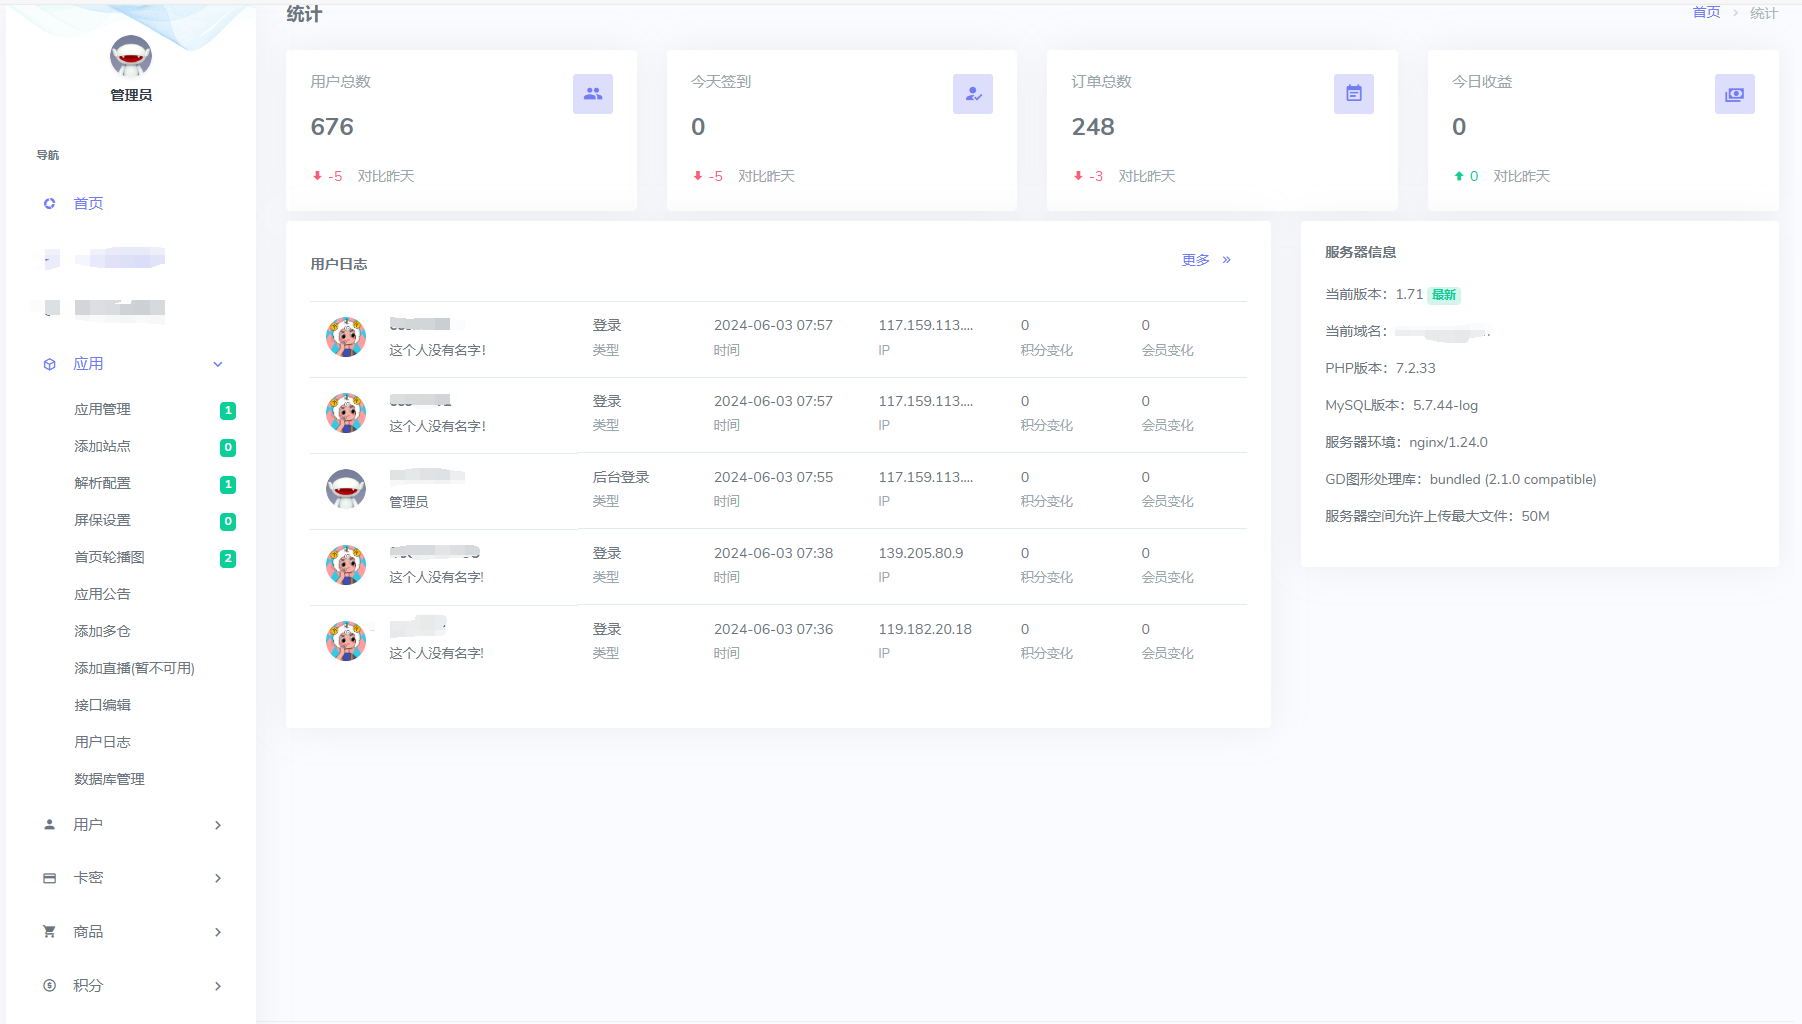 管理员
导航
首页
应用
应用管理 1
添加站点 0
解析配置 1
屏保设置 0
首页轮播图 2
应用公告
添加多仓
添加直播(暂不可用)
接口编辑
用户日志
数据库管理
用户
卡密
商品
积分
统计
首页 › 统计
用户总数
676
-5 对比昨天
今天签到
0
-5 对比昨天
订单总数
248
-3 对比昨天
今日收益
0
0 对比昨天
用户日志
更多 »
登录 2024-06-03 07:57 117.159.113.... 0 0
这个人没有名字! 类型 时间 IP 积分变化 会员变化
登录 2024-06-03 07:57 117.159.113.... 0 0
这个人没有名字! 类型 时间 IP 积分变化 会员变化
后台登录 2024-06-03 07:55 117.159.113.... 0 0
管理员 类型 时间 IP 积分变化 会员变化
登录 2024-06-03 07:38 139.205.80.9 0 0
这个人没有名字! 类型 时间 IP 积分变化 会员变化
登录 2024-06-03 07:36 119.182.20.18 0 0
这个人没有名字! 类型 时间 IP 积分变化 会员变化
服务器信息
当前版本：1.71 最新
当前域名：
PHP版本：7.2.33
MySQL版本：5.7.44-log
服务器环境：nginx/1.24.0
GD图形处理库：bundled (2.1.0 compatible)
服务器空间允许上传最大文件：50M